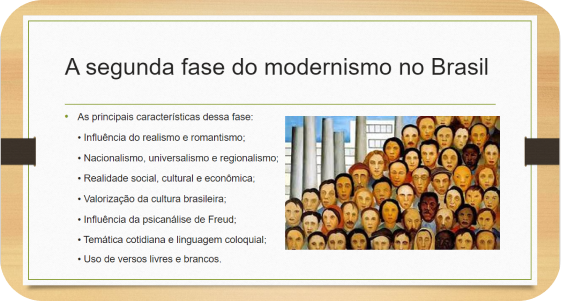 A segunda fase do modernismo no Brasil
• As principais características dessa fase:
• Influência do realismo e romantismo;
• Nacionalismo, universalismo e regionalismo;
• Realidade social, cultural e econômica;
• Valorização da cultura brasileira;
• Influência da psicanálise de Freud;
• Temática cotidiana e linguagem coloquial;
• Uso de versos livres e brancos.